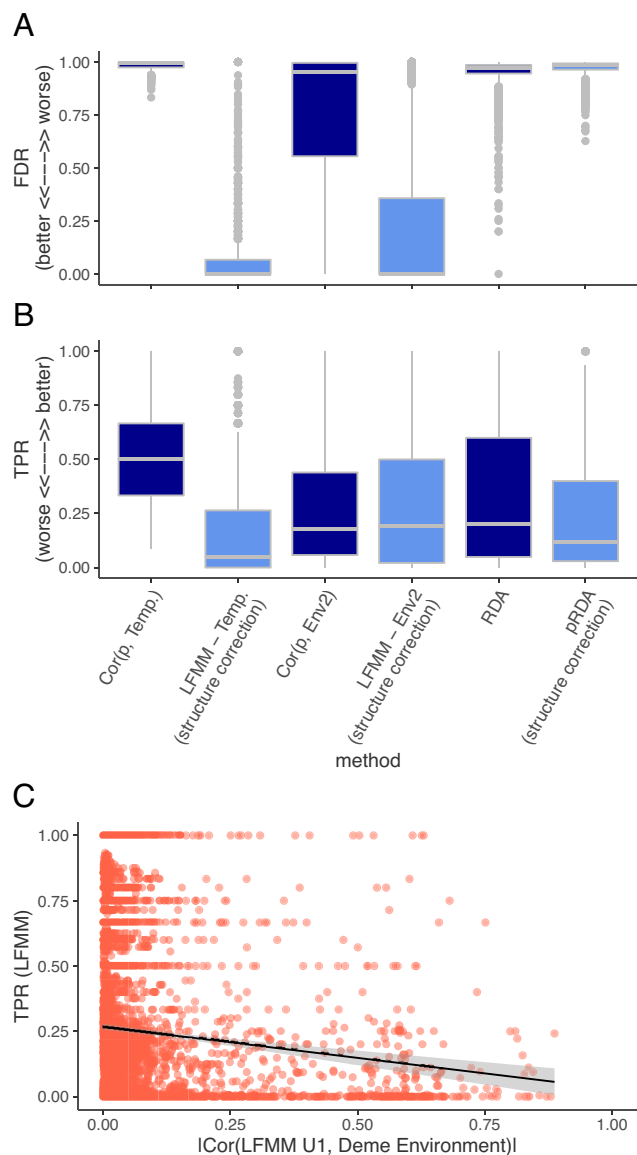 A
FDR
(better <<--->> worse)
1.00
0.75
0.50
0.25
0.00
B
TPR
(worse <<--->> better)
1.00
0.75
0.50
0.25
0.00
Cor(p, Temp.)
LFMM – Temp.
(structure correction)
Cor(p, Env2)
LFMM – Env2
(structure correction)
RDA
pRDA
(structure correction)
method
C
TPR (LFMM)
1.00
0.75
0.50
0.25
0.00
0.00 0.25 0.50 0.75 1.00
|Cor(LFMM U1, Deme Environment)|